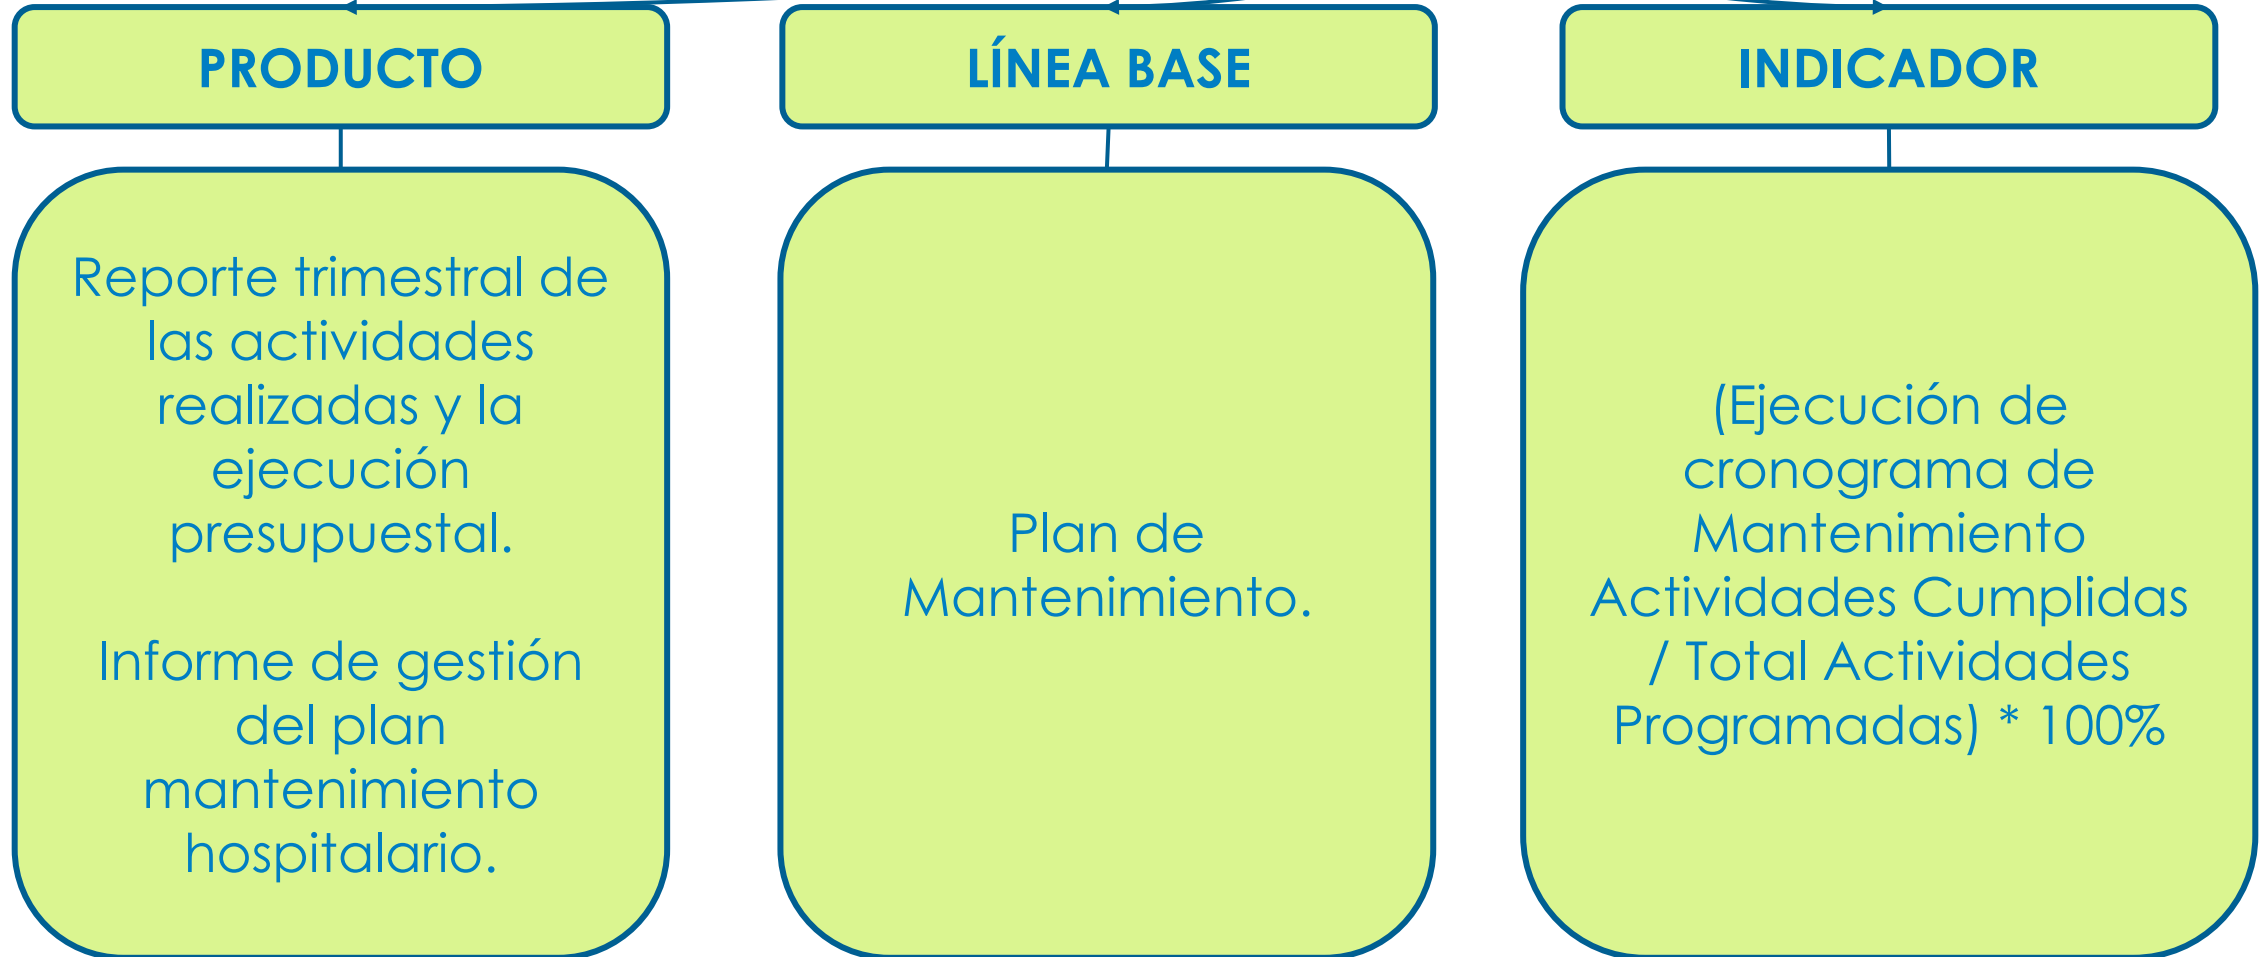 PRODUCTO
Reporte trimestral de
las actividades
realizadas y la
ejecución
presupuestal.
Informe de gestión
del plan
mantenimiento
hospitalario.
LÍNEA BASE
Plan de
Mantenimiento.
INDICADOR
(Ejecución de
cronograma de
Mantenimiento
Actividades Cumplidas
/ Total Actividades
Programadas) * 100%